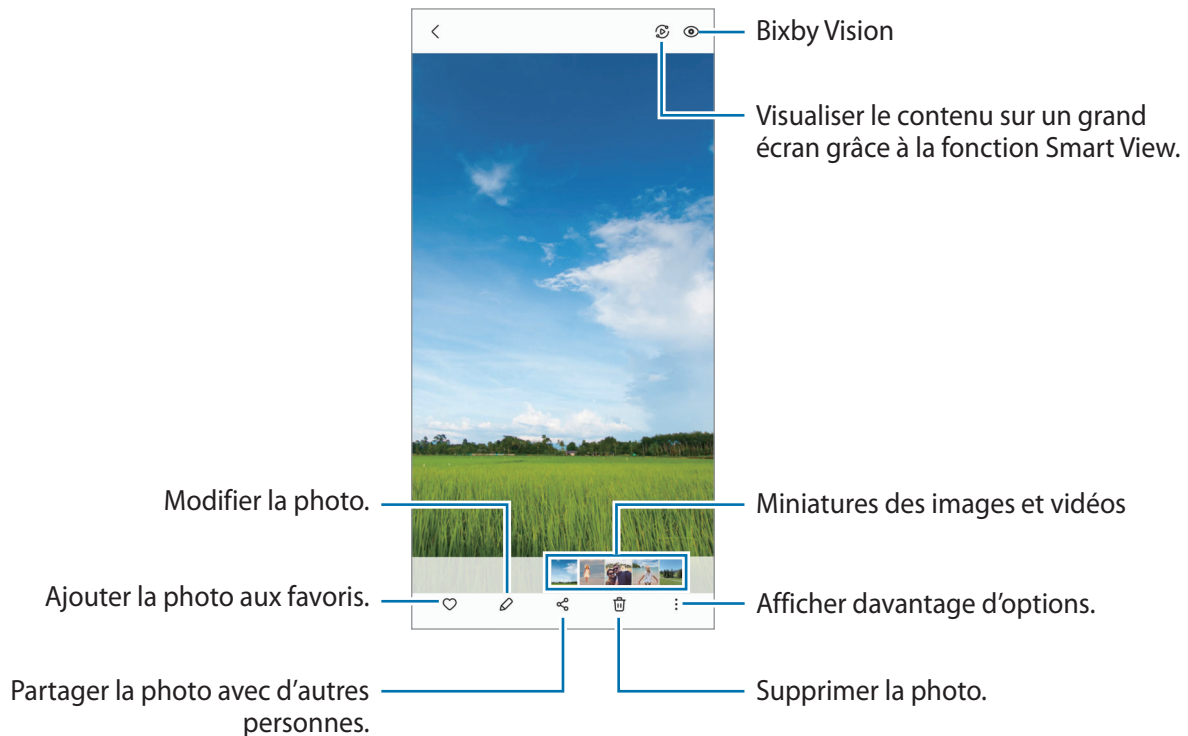 Bixby Vision
Visualiser le contenu sur un grand
écran grâce à la fonction Smart View.
Modifier la photo.
Miniatures des images et vidéos
Ajouter la photo aux favoris.
Afficher davantage d’options.
Partager la photo avec d’autres
personnes.
Supprimer la photo.